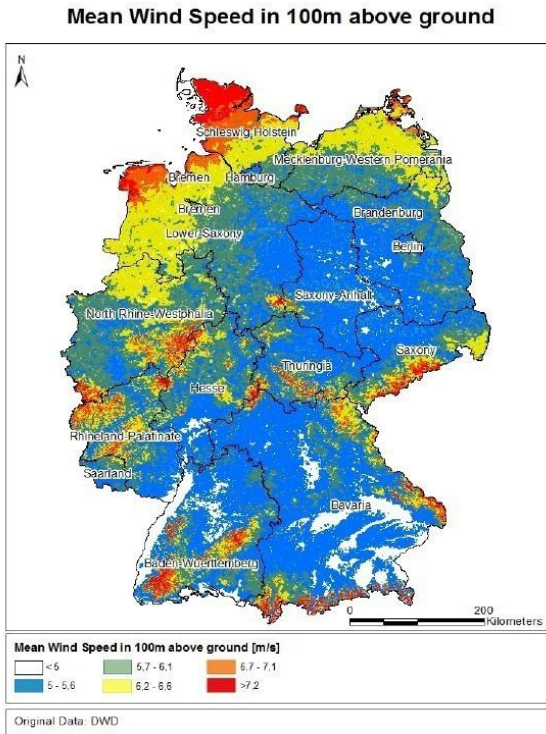 Mean Wind Speed in 100m above ground
N
Schleswig-Holstein
Mecklenburg-Western Pomerania
Bremen Hamburg
Bremen
Brandenburg
Lower-Saxony
Berlin
Saxony-Anhalt
North Rhine-Westphalia
Saxony
Thuringia
Hesse
Rhineland-Palatinate
Saarland
Bavaria
Baden-Wuerttemberg
0 200
Kilometers
Mean Wind Speed in 100m above ground [m/s]
<5 5,7 - 6,1 6,7 - 7,1
5 - 5,6 6,2 - 6,6 >7,2
Original Data: DWD